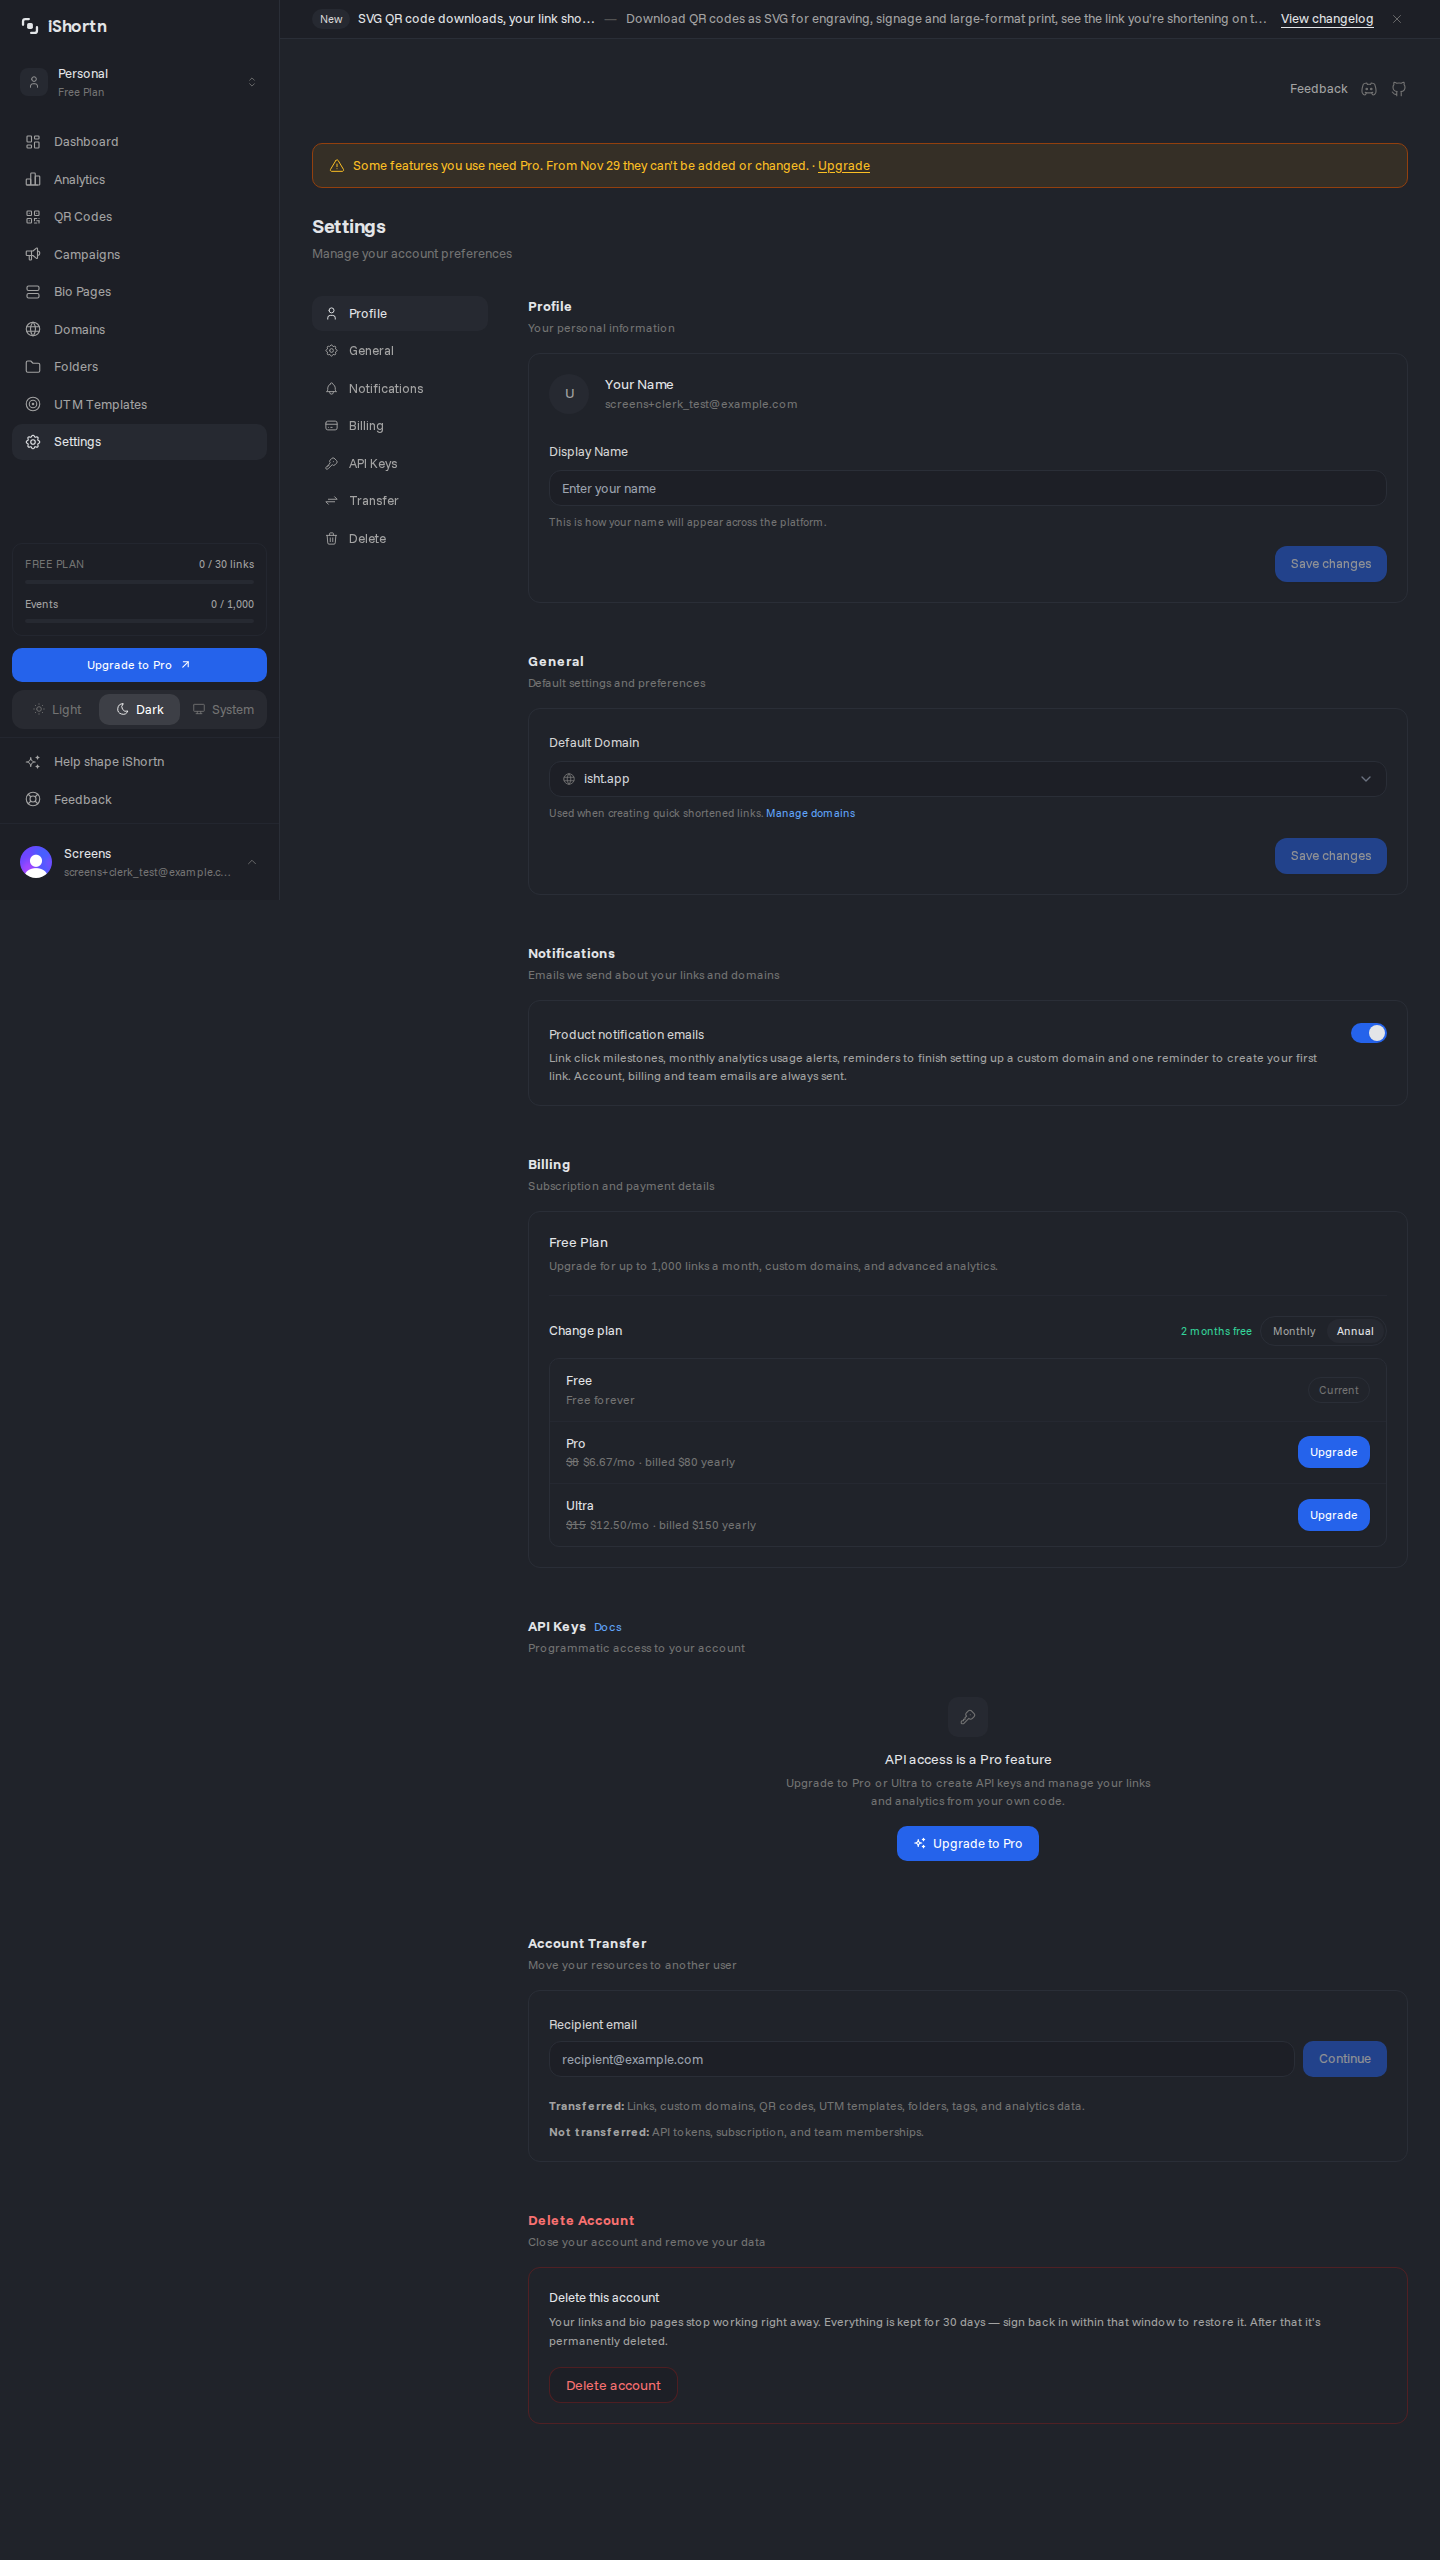 iShortn
Personal
Free Plan
Dashboard
Analytics
QR Codes
Campaigns
Bio Pages
Domains
Folders
UTM Templates
Settings
FREE PLAN 0 / 30 links
Events 0 / 1,000
Upgrade to Pro
Light Dark System
Help shape iShortn
Feedback
Screens
screens+clerk_test@example.c...
New SVG QR code downloads, your link sho... — Download QR codes as SVG for engraving, signage and large-format print, see the link you're shortening on t... View changelog
Feedback
Some features you use need Pro. From Nov 29 they can't be added or changed. · Upgrade
Settings
Manage your account preferences
Profile
General
Notifications
Billing
API Keys
Transfer
Delete
Profile
Your personal information
U
Your Name
screens+clerk_test@example.com
Display Name
Enter your name
This is how your name will appear across the platform.
Save changes
General
Default settings and preferences
Default Domain
isht.app
Used when creating quick shortened links. Manage domains
Save changes
Notifications
Emails we send about your links and domains
Product notification emails
Link click milestones, monthly analytics usage alerts, reminders to finish setting up a custom domain and one reminder to create your first
link. Account, billing and team emails are always sent.
Billing
Subscription and payment details
Free Plan
Upgrade for up to 1,000 links a month, custom domains, and advanced analytics.
Change plan 2 months free Monthly Annual
Free
Free forever
Current
Pro
$8 $6.67/mo · billed $80 yearly
Upgrade
Ultra
$15 $12.50/mo · billed $150 yearly
Upgrade
API Keys Docs
Programmatic access to your account
API access is a Pro feature
Upgrade to Pro or Ultra to create API keys and manage your links
and analytics from your own code.
Upgrade to Pro
Account Transfer
Move your resources to another user
Recipient email
recipient@example.com
Continue
Transferred: Links, custom domains, QR codes, UTM templates, folders, tags, and analytics data.
Not transferred: API tokens, subscription, and team memberships.
Delete Account
Close your account and remove your data
Delete this account
Your links and bio pages stop working right away. Everything is kept for 30 days — sign back in within that window to restore it. After that it's
permanently deleted.
Delete account